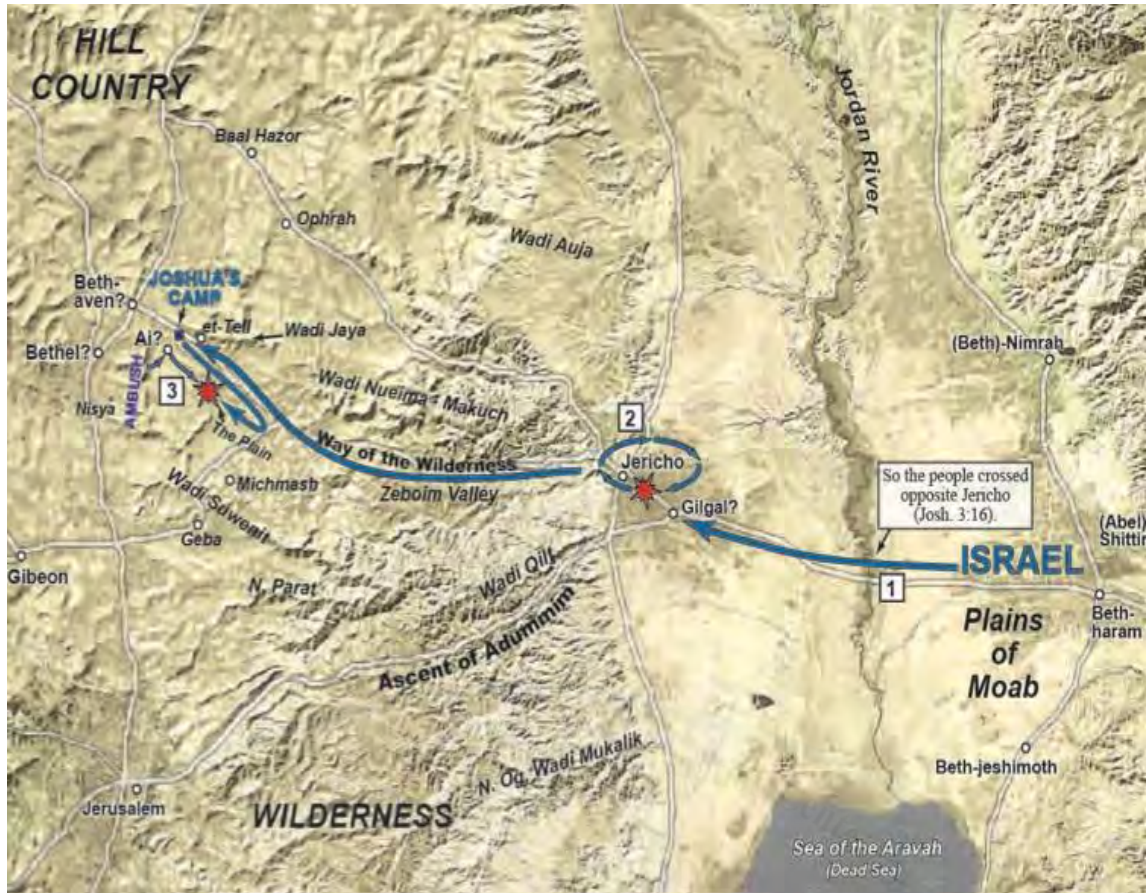 HILL
COUNTRY
Baal Hazor
Jordan River
Ophrah
Wadi Auja
Beth-
aven?
JOSHUA'S
CAMP
et-Tell
Wadi Jaya
Ai?
Bethel?
(Beth)-Nimrah
AMBUSH
3
Nisya
Wadi Nueima - Makuch
The Plain
2
Way of the Wilderness
Jericho
Zeboim Valley
Michmash
So the people crossed
opposite Jericho
(Josh. 3:16).
Gilgal?
Wadi Suwenit
Geba
(Abel)
Shittin
Gibeon
ISRAEL
N. Parat
Wadi Qilt
1
Beth-
haram
Plains
of
Moab
Ascent of Adummim
N. Og, Wadi Mukalik
Beth-jeshimoth
Jerusalem
WILDERNESS
Sea of the Aravah
(Dead Sea)